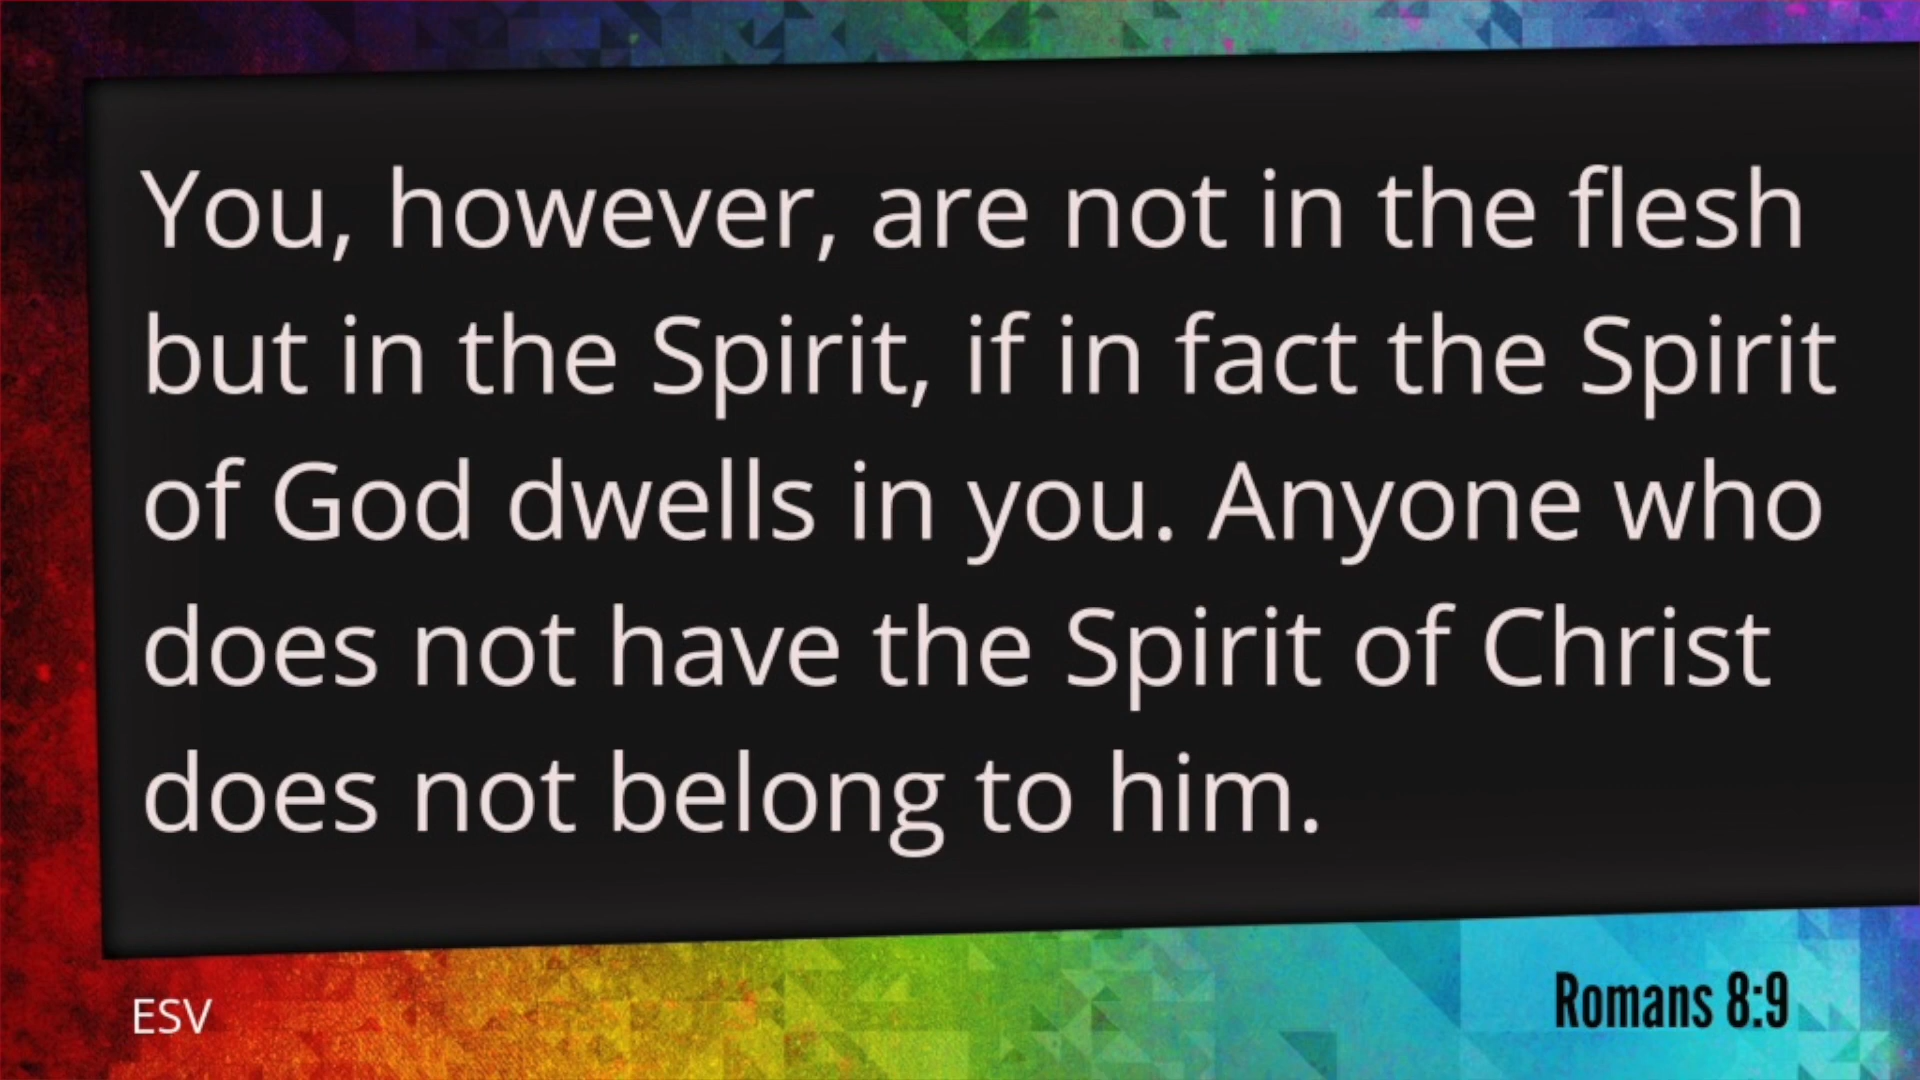 You, however, are not in the flesh
but in the Spirit, if in fact the Spirit
of God dwells in you. Anyone who
does not have the Spirit of Christ
does not belong to him.
ESV
Romans 8:9